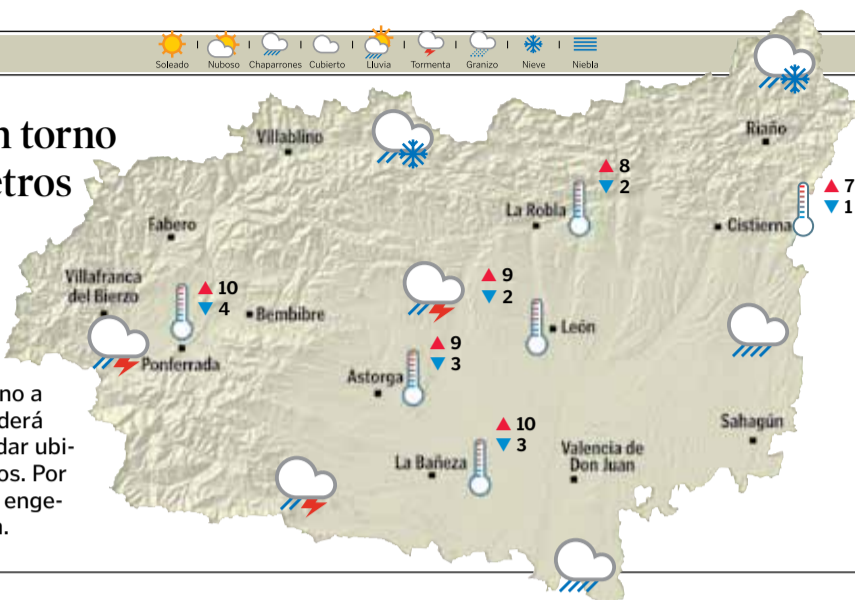 Soleado
Nuboso
Chaparrones
Cubierto
Lluvia
Tormenta
Granizo
Nieve
Niebla
n torno
etros
no a
derá
dar ubi-
os. Por
enge-
Villablino
Riaño
8
2
La Robla
7
1
Cistierna
Fabero
Villafranca
del Bierzo
10
4
Bembibre
9
2
León
Ponferrada
9
3
Astorga
Sahagún
10
3
La Bañeza
Valencia de
Don Juan